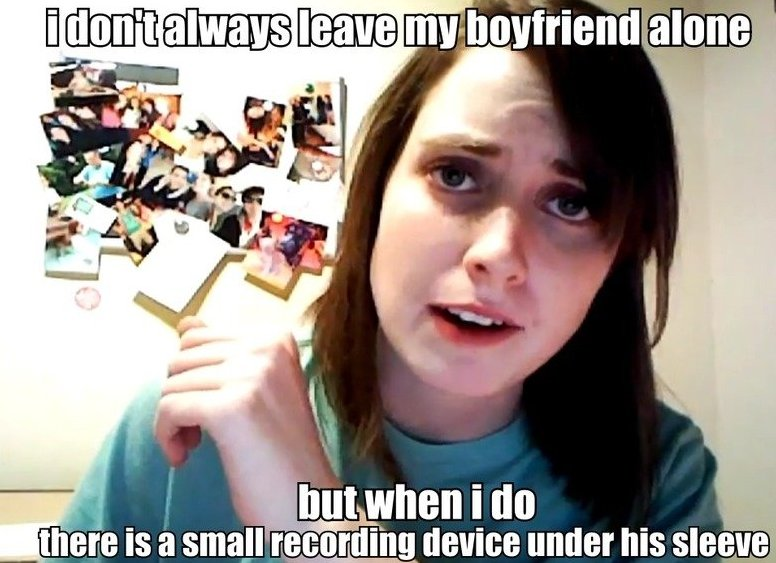 i don't always leave my boyfriend alone
but when i do
there is a small recording device under his sleeve